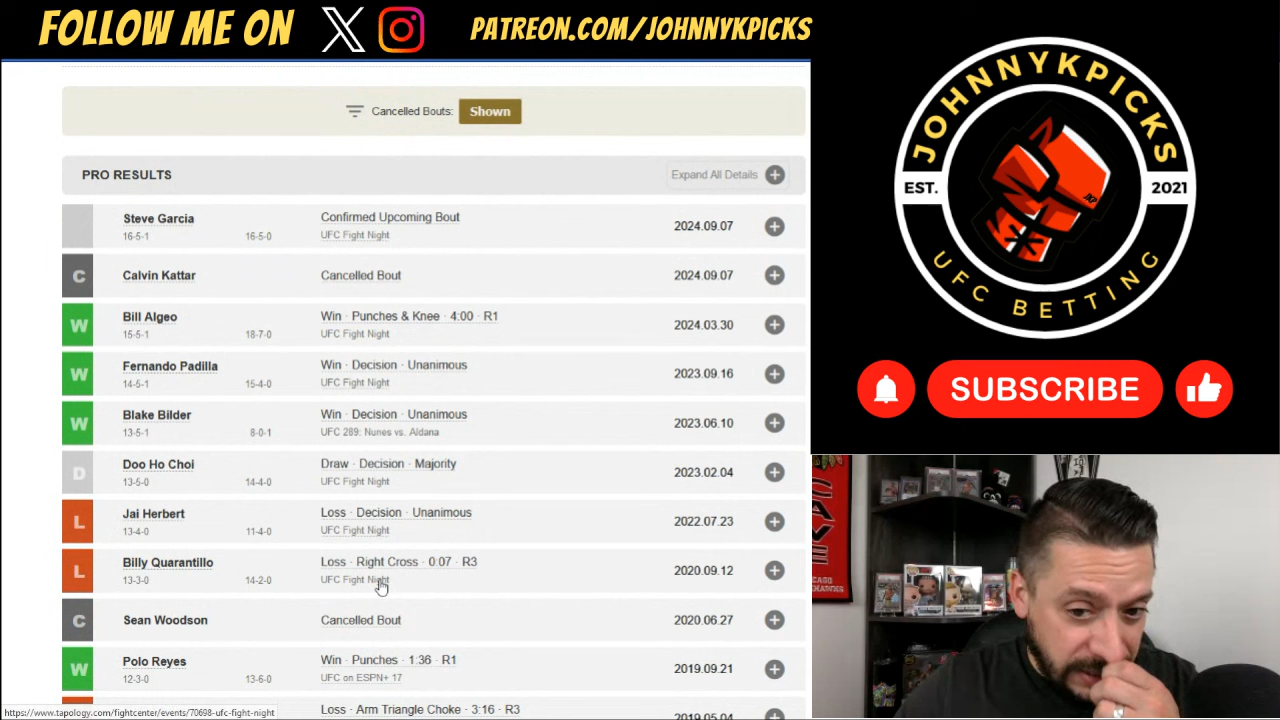 FOLLOW ME ON
PATREON.COM/JOHNNYKPICKS
Cancelled Bouts: Shown
PRO RESULTS
Expand All Details
Steve Garcia Confirmed Upcoming Bout 2024.09.07
16-5-1 16-5-0 UFC Fight Night
C Calvin Kattar Cancelled Bout 2024.09.07
W Bill Algeo Win · Punches & Knee · 4:00 · R1 2024.03.30
15-5-1 18-7-0 UFC Fight Night
W Fernando Padilla Win · Decision · Unanimous 2023.09.16
14-5-1 15-4-0 UFC Fight Night
W Blake Bilder Win · Decision · Unanimous 2023.06.10
13-5-1 8-0-1 UFC 289: Nunes vs. Aldana
D Doo Ho Choi Draw · Decision · Majority 2023.02.04
13-5-0 14-4-0 UFC Fight Night
L Jai Herbert Loss · Decision · Unanimous 2022.07.23
13-4-0 11-4-0 UFC Fight Night
L Billy Quarantillo Loss · Right Cross · 0:07 · R3 2020.09.12
13-3-0 14-2-0 UFC Fight Night
C Sean Woodson Cancelled Bout 2020.06.27
W Polo Reyes Win · Punches · 1:36 · R1 2019.09.21
12-3-0 13-6-0 UFC on ESPN+ 17
Loss · Arm Triangle Choke · 3:16 · R3 2019.05.04
https://www.tapology.com/fightcenter/events/70698-ufc-fight-night
JOHNNYKPICKS
EST. 2021
JKP
UFC BETTING
SUBSCRIBE